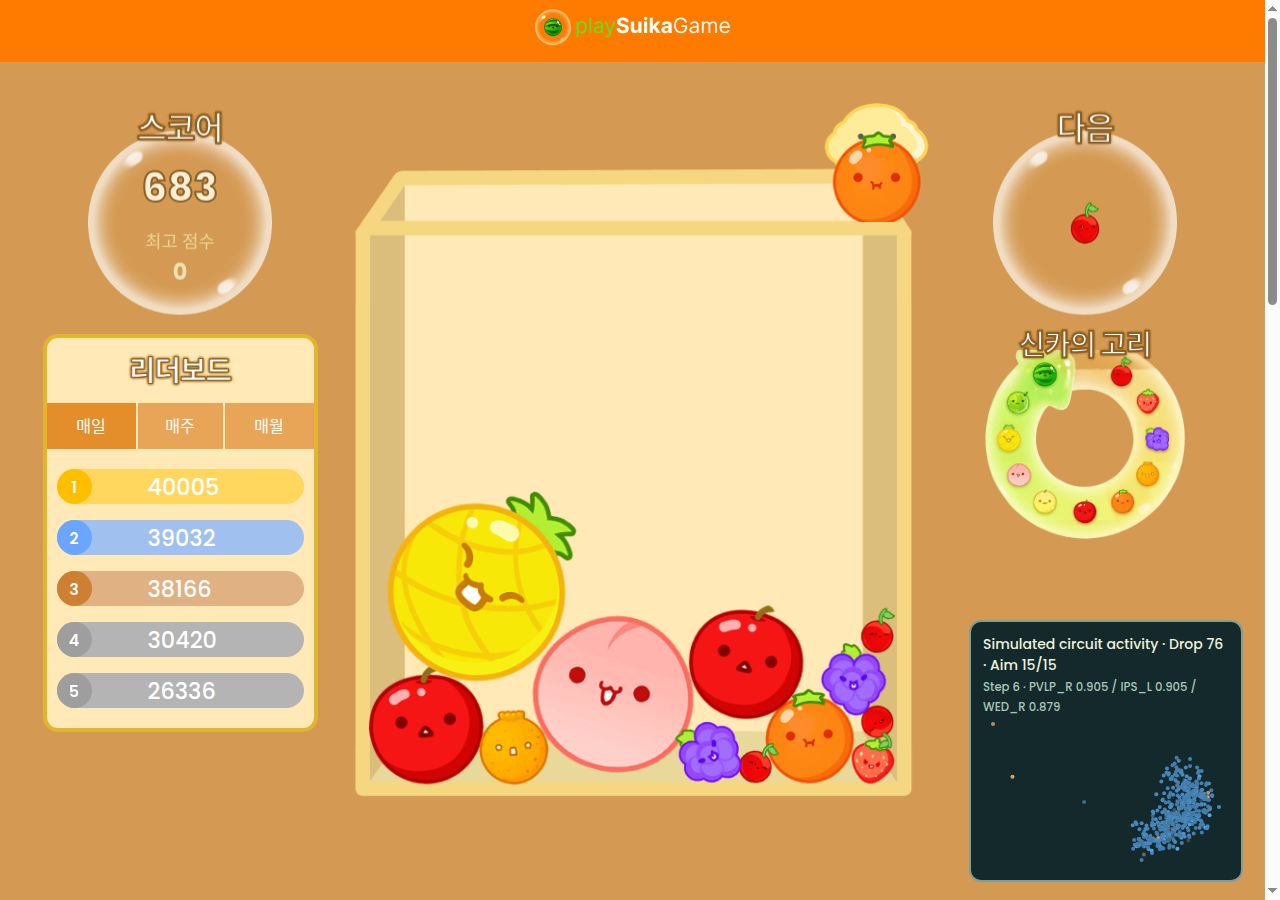 playSuikaGame
스코어
683
최고 점수
0
다음
신카의 고리
리더보드
매일 매주 매월
1 40005
2 39032
3 38166
4 30420
5 26336
Simulated circuit activity · Drop 76
· Aim 15/15
Step 6 · PVLP_R 0.905 / IPS_L 0.905 /
WED_R 0.879